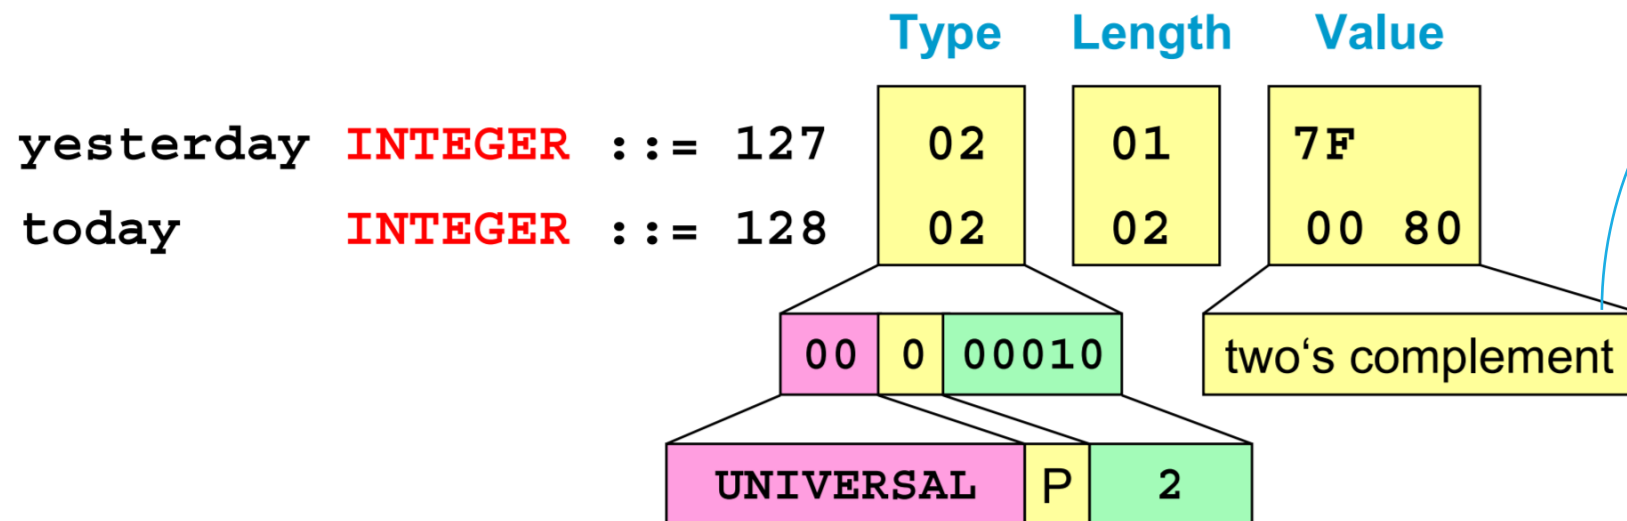 Type Length Value
yesterday INTEGER ::= 127 02 01 7F
today INTEGER ::= 128 02 02 00 80
00 0 00010 two‘s complement
UNIVERSAL P 2